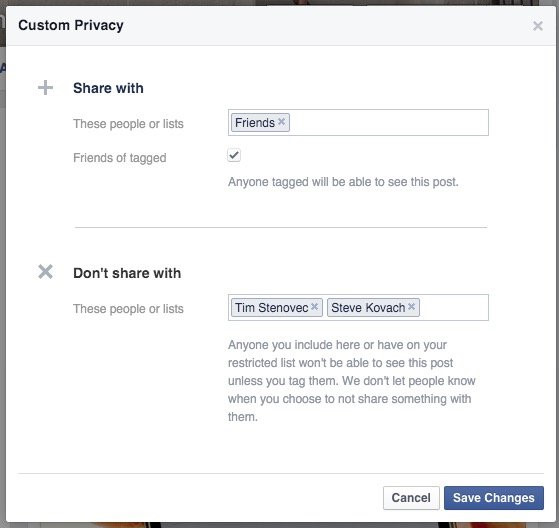 Custom Privacy
Share with
These people or lists
Friends
Friends of tagged
Anyone tagged will be able to see this post.
Don't share with
These people or lists
Tim Stenovec Steve Kovach
Anyone you include here or have on your
restricted list won't be able to see this post
unless you tag them. We don't let people know
when you choose to not share something with
them.
Cancel Save Changes